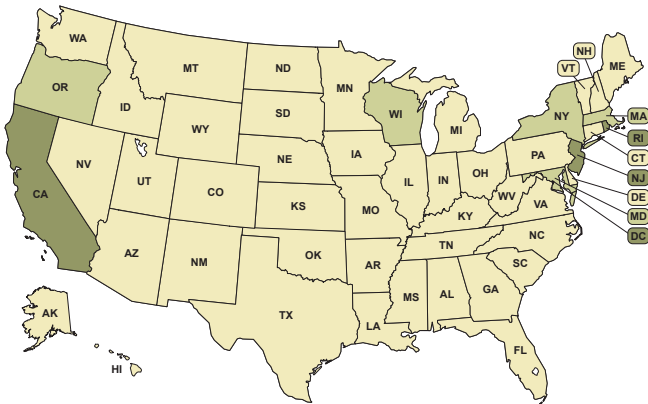 WA
NH
VT
ME
MT
ND
OR
MN
ID
WI
NY
MA
SD
WY
MI
RI
CT
IA
PA
NE
NJ
NV
OH
IL
IN
UT
DE
CA
CO
WV
VA
MD
KS
MO
KY
DC
NC
TN
OK
AZ
NM
AR
SC
MS
AL
GA
TX
LA
AK
FL
HI